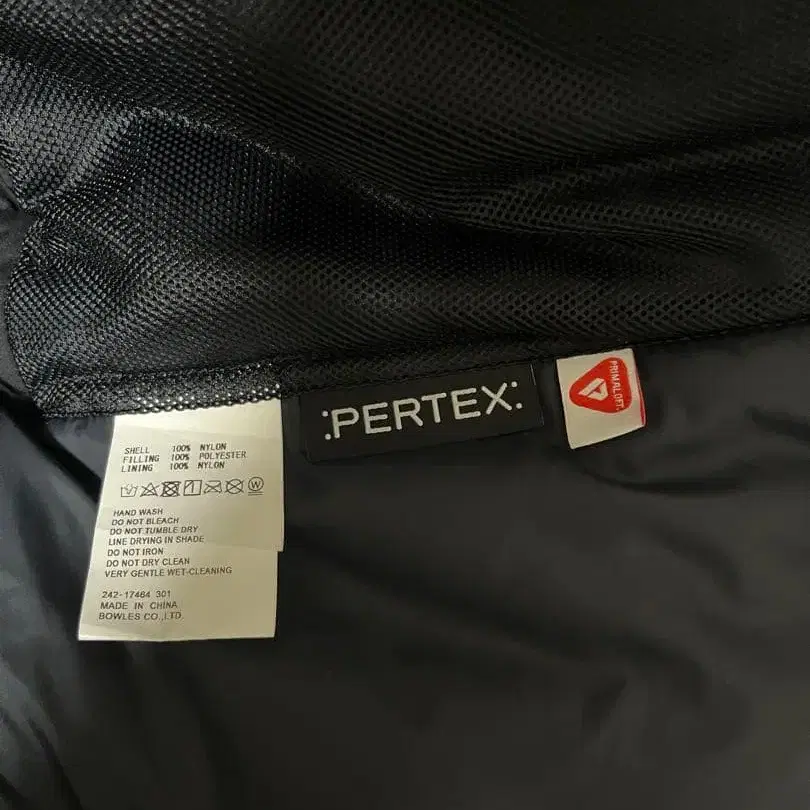 SHELL 100% NYLON
FILLING 100% POLYESTER
LINING 100% NYLON
W
HAND WASH
DO NOT BLEACH
DO NOT TUMBLE DRY
LINE DRYING IN SHADE
DO NOT IRON
DO NOT DRY CLEAN
VERY GENTLE WET-CLEANING
242-17464 301
MADE IN CHINA
BOWLES CO.,LTD.
:PERTEX:
PRIMALOFT.